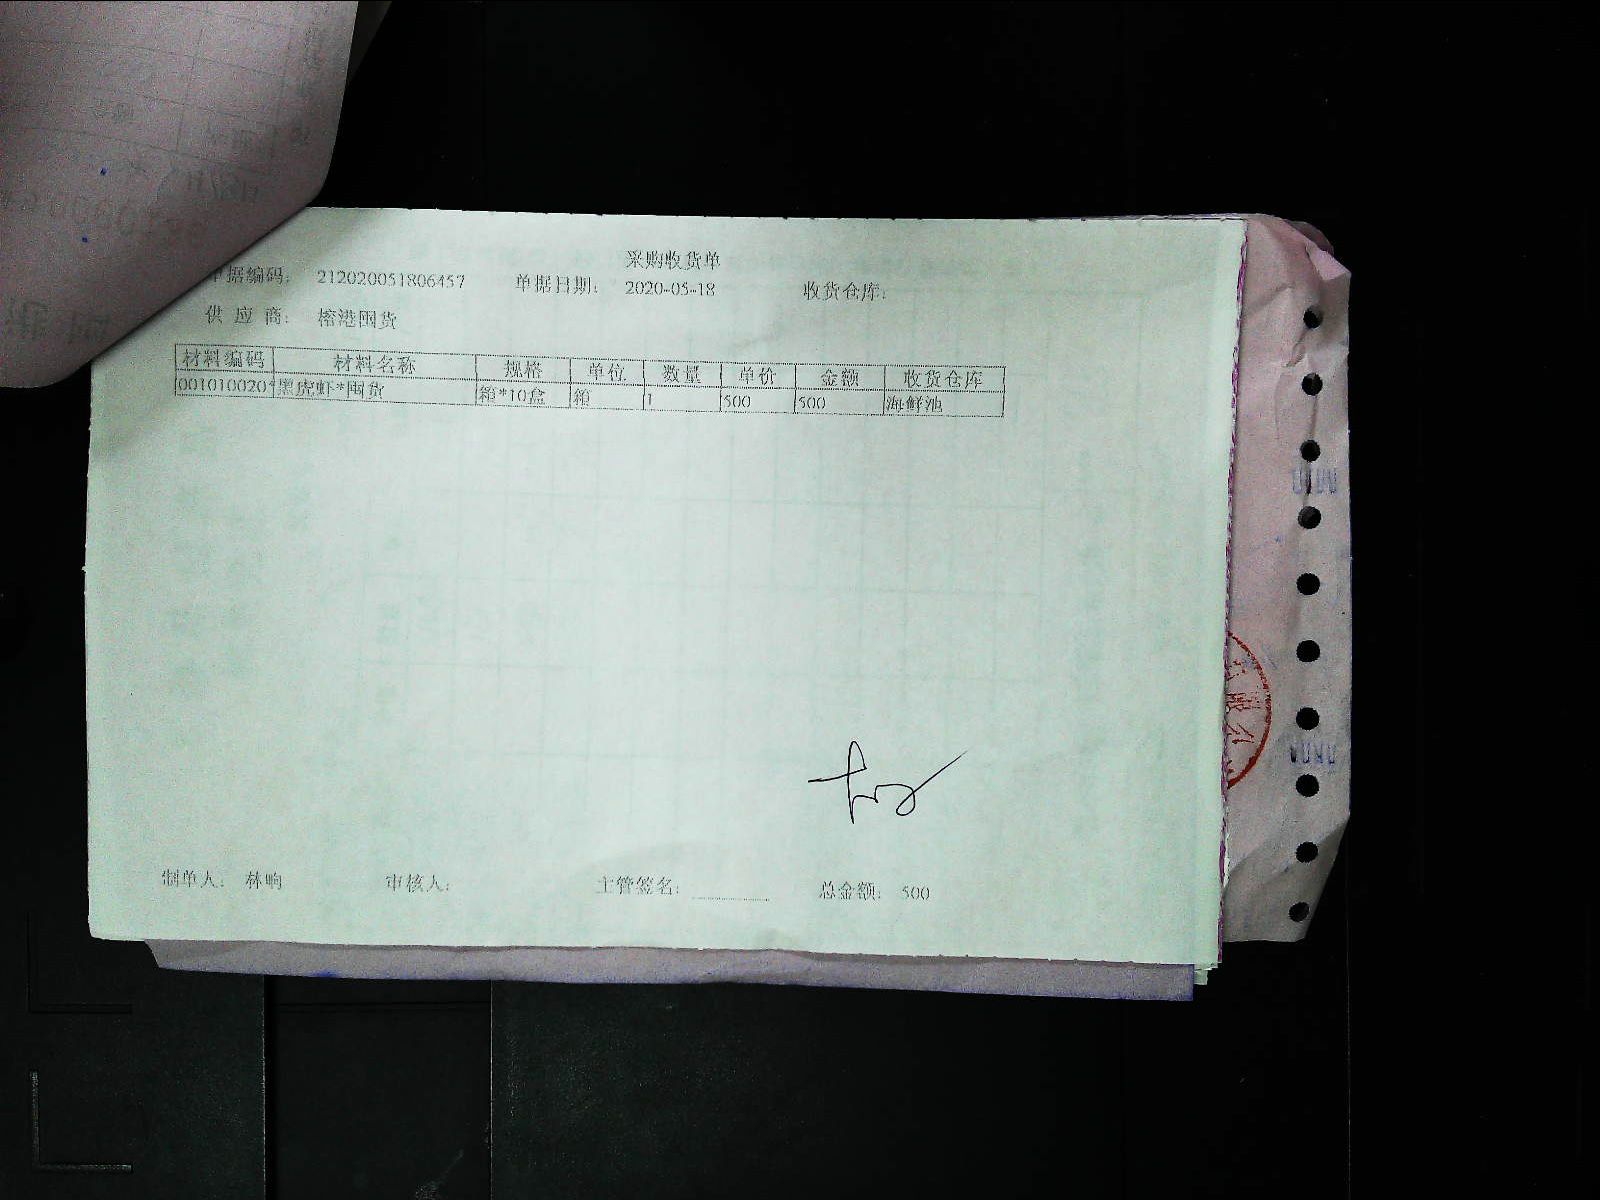 采购收货单
单据编码： 212020051806457 单据日期： 2020-05-18 收货仓库：
供 应 商： 榕港囤货
材料编码 材料名称 规格 单位 数量 单价 金额 收货仓库
001010020 黑虎虾*囤货 箱*10盒 箱 1 500 500 海鲜池
制单人： 林响 审核人： 主管签名： 总金额： 500